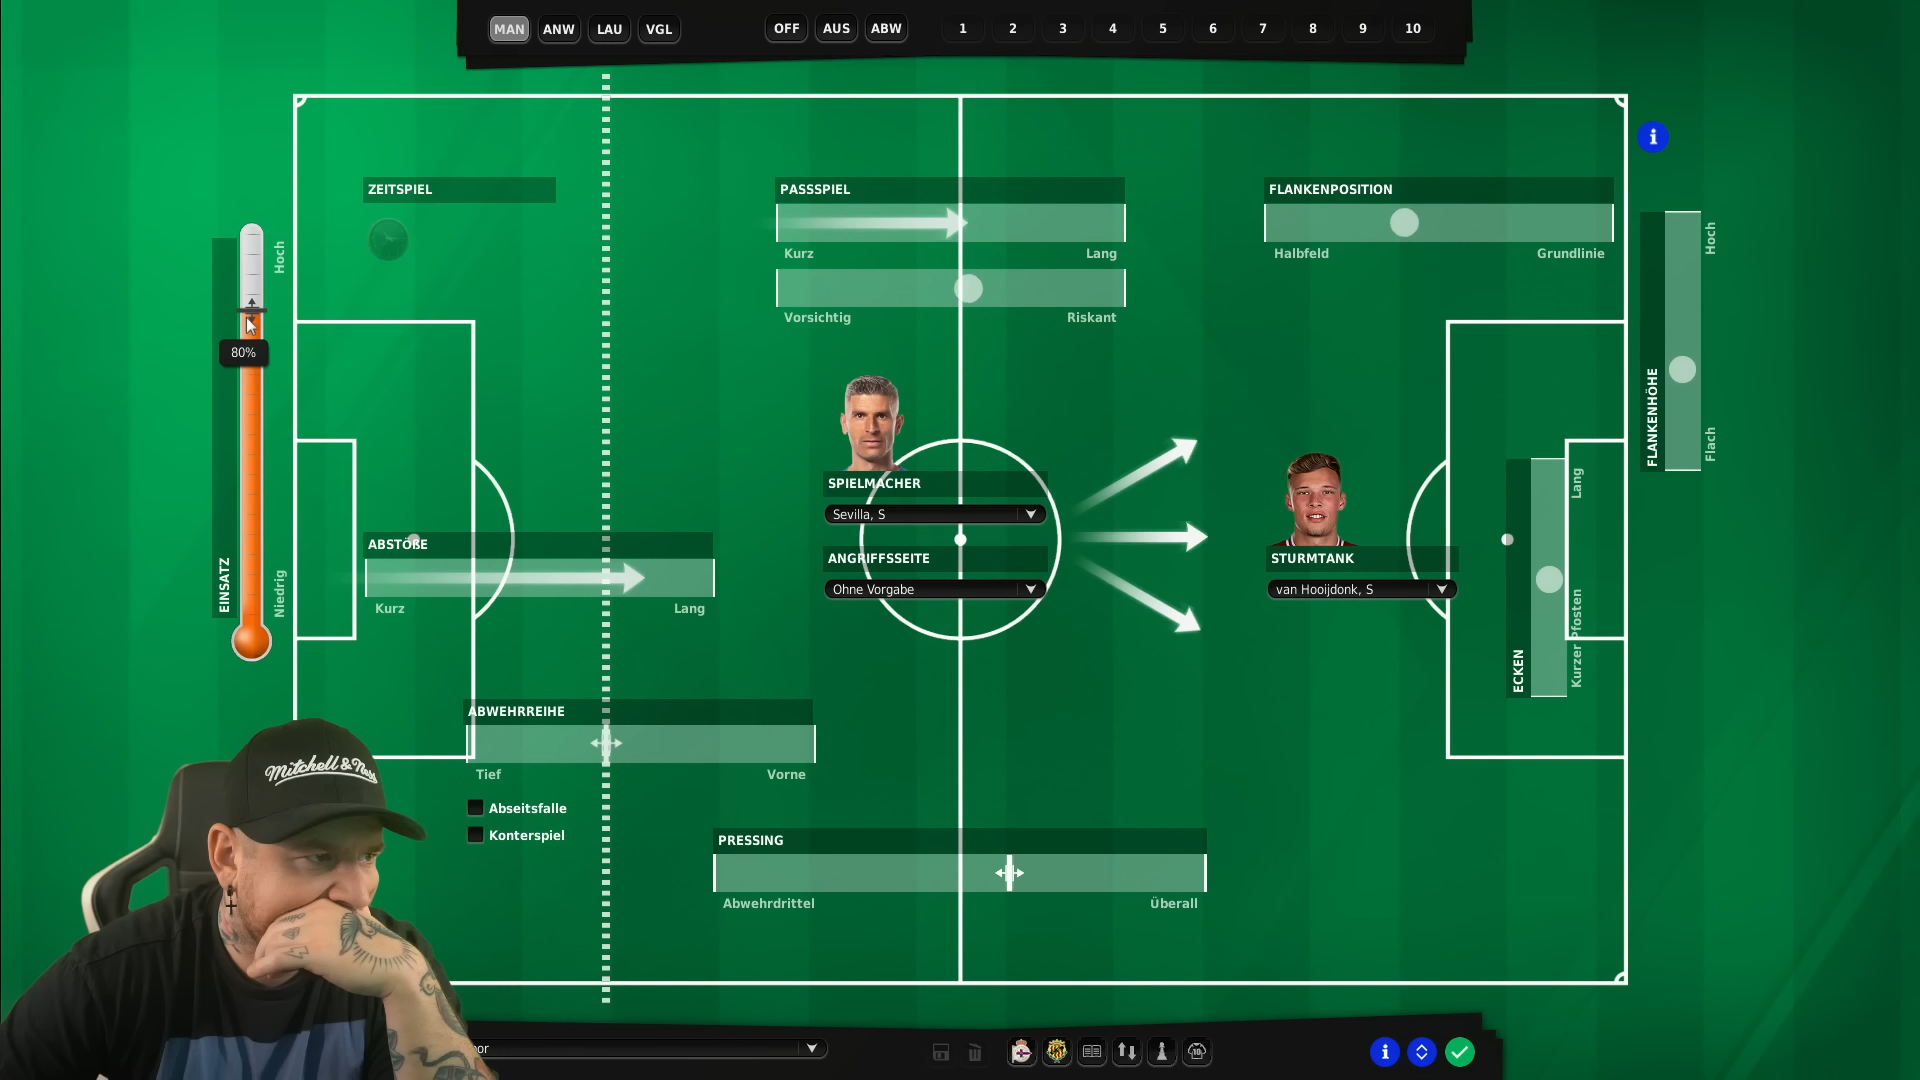 MAN ANW LAU VGL OFF AUS ABW 1 2 3 4 5 6 7 8 9 10
ZEITSPIEL
PASSSPIEL
Kurz Lang
Vorsichtig Riskant
FLANKENPOSITION
Halbfeld Grundlinie
Hoch
FLANKENHÖHE
Flach
Hoch
80%
EINSATZ
Niedrig
SPIELMACHER
Sevilla, S
ANGRIFFSSEITE
Ohne Vorgabe
STURMTANK
van Hooijdonk, S
Lang
ECKEN
Kurzer Pfosten
ABSTÖßE
Kurz Lang
ABWEHRREIHE
Tief Vorne
Abseitsfalle
Konterspiel
PRESSING
Abwehrdrittel Überall
Mitchell & Ness
10